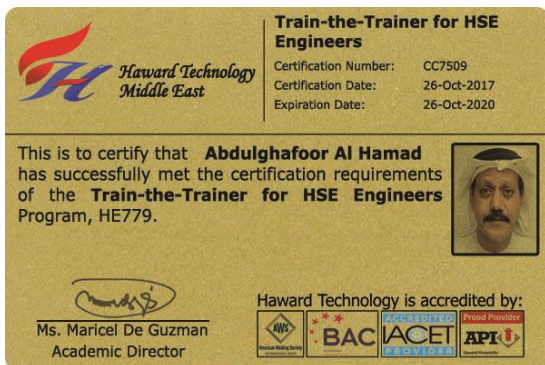 Haward Technology
Middle East
Train-the-Trainer for HSE
Engineers
Certification Number: CC7509
Certification Date: 26-Oct-2017
Expiration Date: 26-Oct-2020
This is to certify that Abdulghafoor Al Hamad
has successfully met the certification requirements
of the Train-the-Trainer for HSE Engineers
Program, HE779.
Ms. Maricel De Guzman
Academic Director
Haward Technology is accredited by:
AWS
American Welding Society
BAC
ACCREDITED
IACET
PROVIDER
Proud Provider
API U